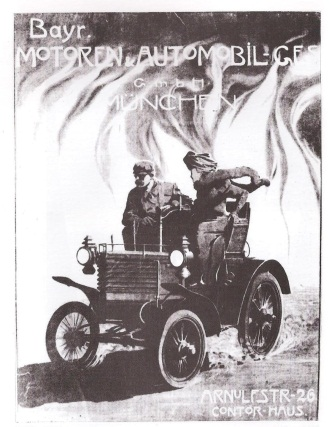 Bayr.
MOTOREN & AUTOMOBIL-GES
G.m.b.H
MÜNCHEN
ARNULFSTR-26
CONTOR-HAUS